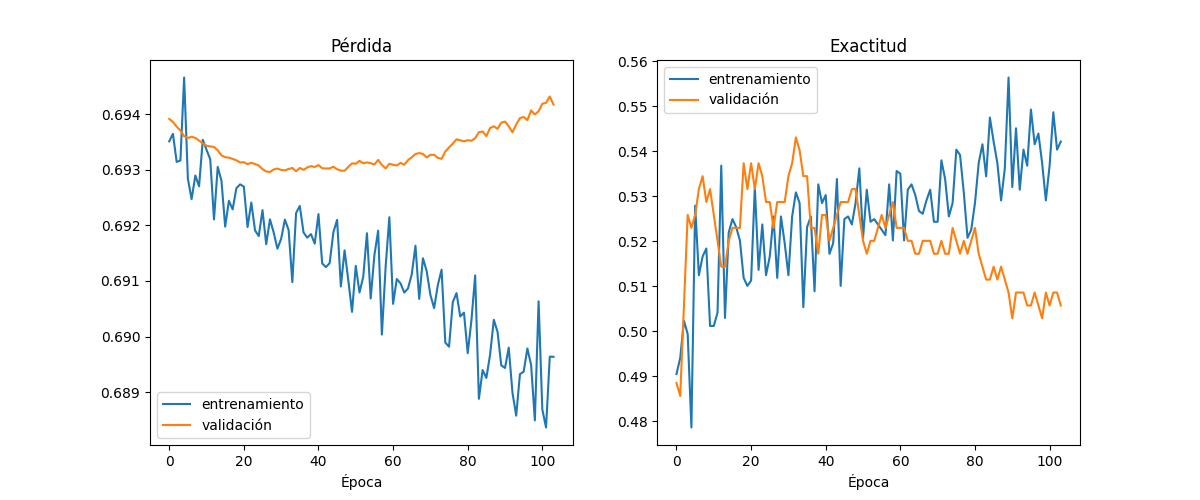 Pérdida
0.694
0.693
0.692
0.691
0.690
0.689
entrenamiento
validación
0 20 40 60 80 100
Época
Exactitud
0.56
0.55
0.54
0.53
0.52
0.51
0.50
0.49
0.48
entrenamiento
validación
0 20 40 60 80 100
Época